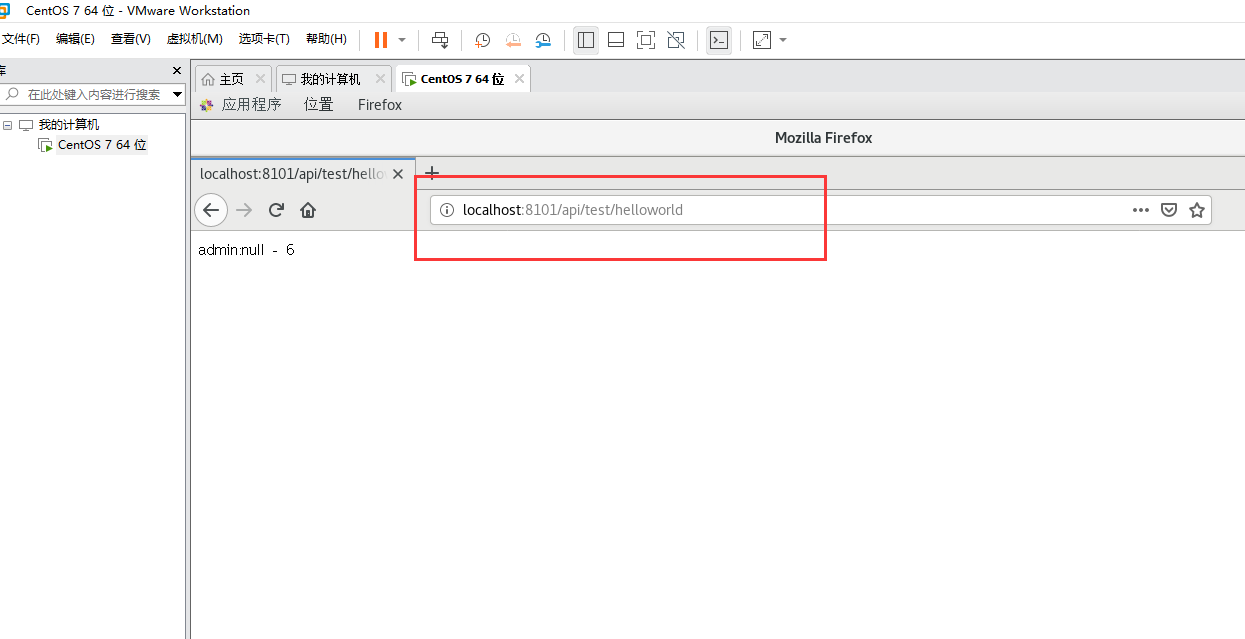 CentOS 7 64 位 - VMware Workstation
文件(F) 编辑(E) 查看(V) 虚拟机(M) 选项卡(T) 帮助(H)
库
在此处键入内容进行搜索
我的计算机
CentOS 7 64 位
主页 我的计算机 CentOS 7 64 位
应用程序 位置 Firefox
Mozilla Firefox
localhost:8101/api/test/hello
localhost:8101/api/test/helloworld
admin:null - 6